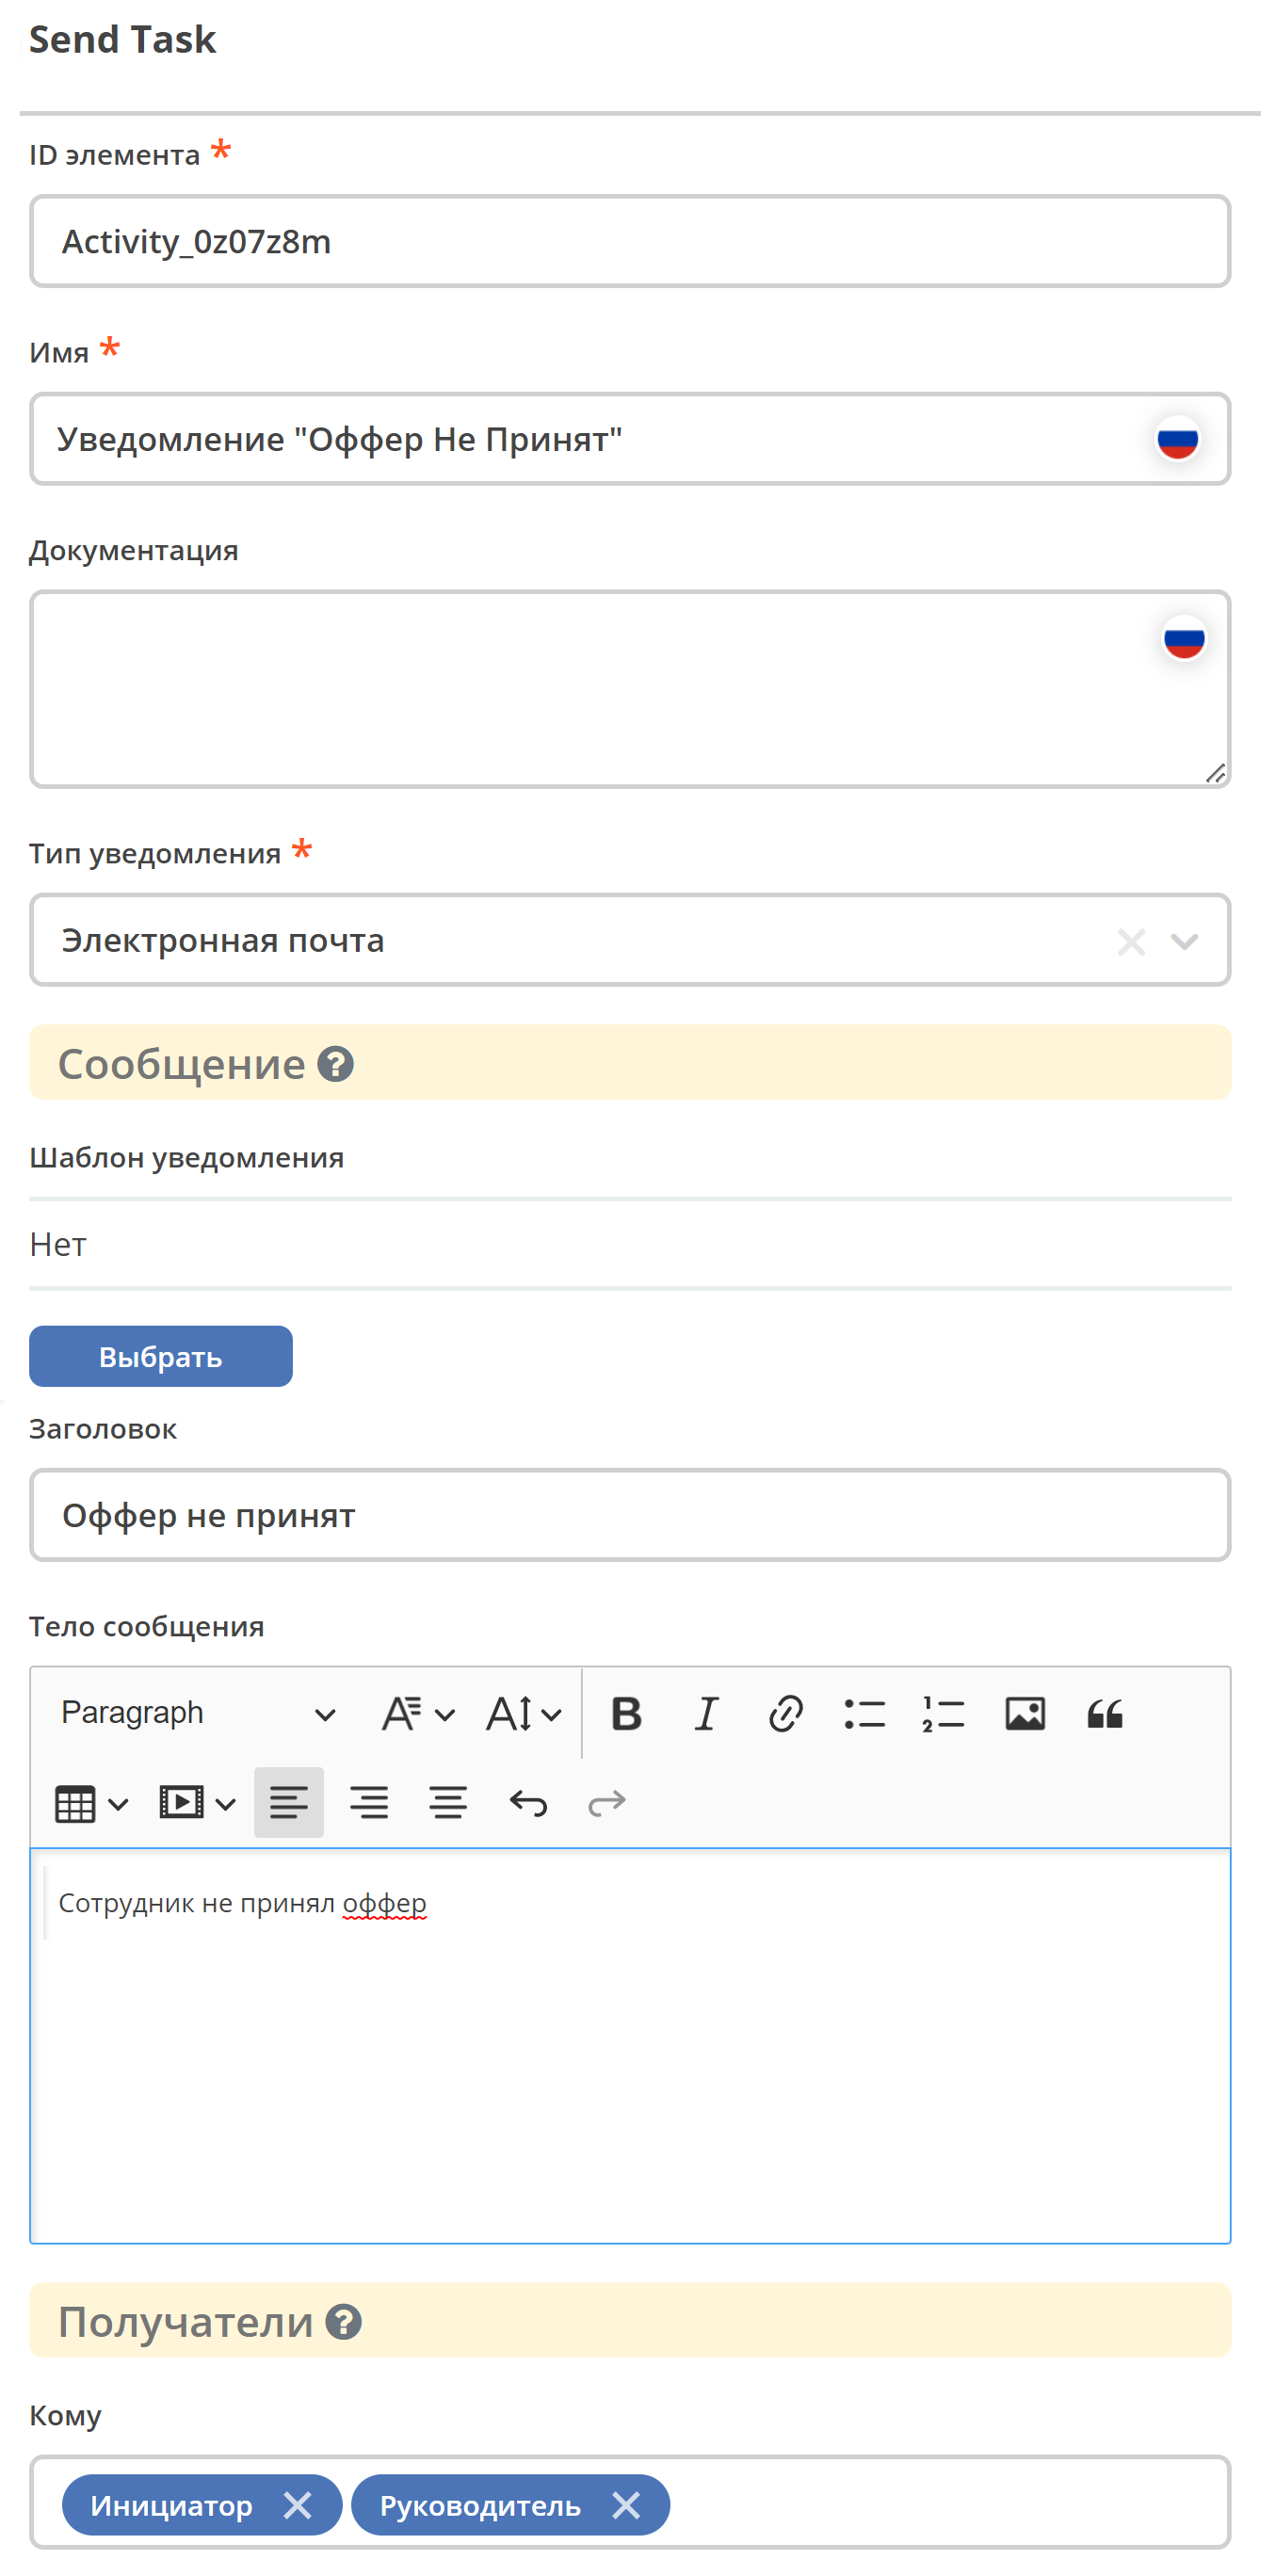 Send Task
ID элемента *
Activity_0z07z8m
Имя *
Уведомление "Оффер Не Принят"
Документация
Тип уведомления *
Электронная почта
Сообщение ?
Шаблон уведомления
Нет
Выбрать
Заголовок
Оффер не принят
Тело сообщения
Paragraph
Сотрудник не принял оффер
Получатели ?
Кому
Инициатор Руководитель